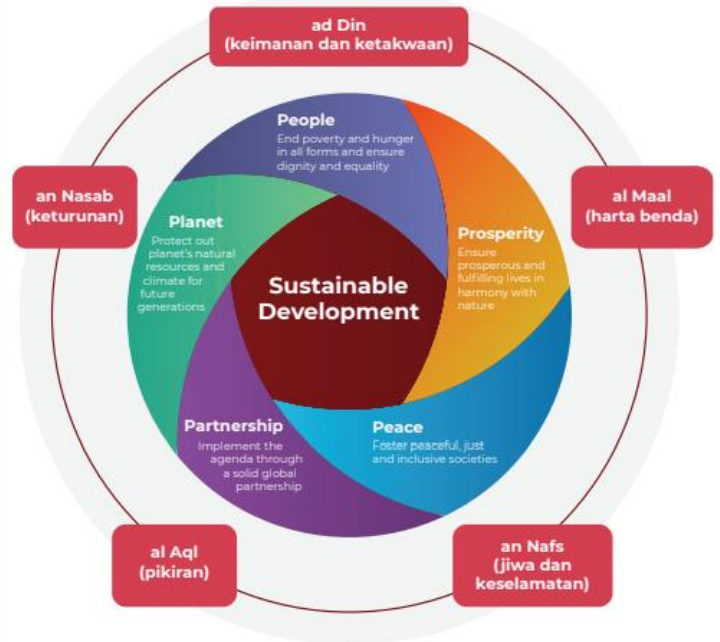 ad Din
(keimanan dan ketakwaan)
People
End poverty and hunger
in all forms and ensure
dignity and equality
an Nasab
(keturunan)
al Maal
(harta benda)
Planet
Protect out
planet's natural
resources and
climate for
future
generations
Prosperity
Ensure
prosperous and
fulfilling lives in
harmony with
nature
Sustainable
Development
Partnership
Implement the
agenda through
a solid global
partnership
Peace
Foster peaceful, just
and inclusive societies
al Aql
(pikiran)
an Nafs
(jiwa dan
keselamatan)